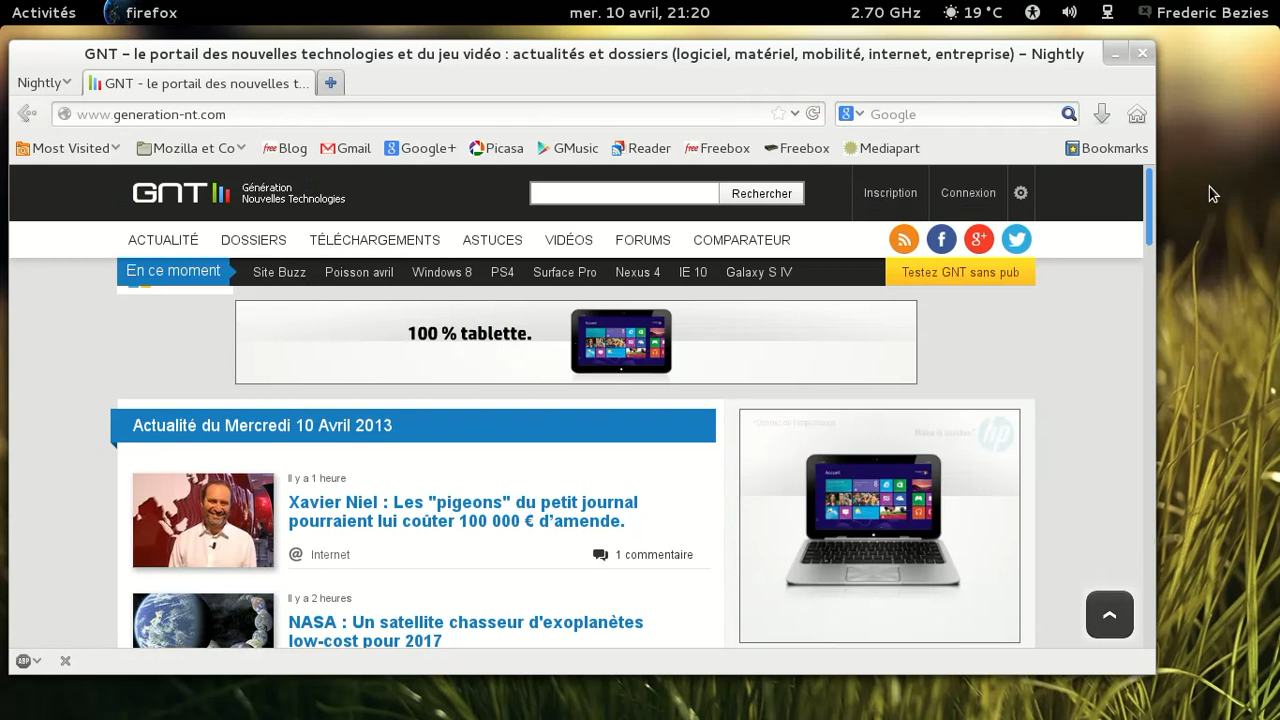 Activités firefox mer. 10 avril, 21:20 2.70 GHz 19 °C Frederic Bezies
GNT – le portail des nouvelles technologies et du jeu vidéo : actualités et dossiers (logiciel, matériel, mobilité, internet, entreprise) – Nightly
Nightly GNT - le portail des nouvelles t...
www.generation-nt.com Google
Most Visited Mozilla et Co free Blog Gmail Google+ Picasa GMusic Reader free Freebox Freebox Mediapart Bookmarks
GNT Génération
Nouvelles Technologies
Rechercher Inscription Connexion
ACTUALITÉ DOSSIERS TÉLÉCHARGEMENTS ASTUCES VIDÉOS FORUMS COMPARATEUR
En ce moment Site Buzz Poisson avril Windows 8 PS4 Surface Pro Nexus 4 IE 10 Galaxy S IV Testez GNT sans pub
100 % tablette.
Actualité du Mercredi 10 Avril 2013
hp
Il y a 1 heure
Xavier Niel : Les "pigeons" du petit journal
pourraient lui coûter 100 000 € d'amende.
@ Internet 1 commentaire
Il y a 2 heures
NASA : Un satellite chasseur d'exoplanètes
low-cost pour 2017
ABP